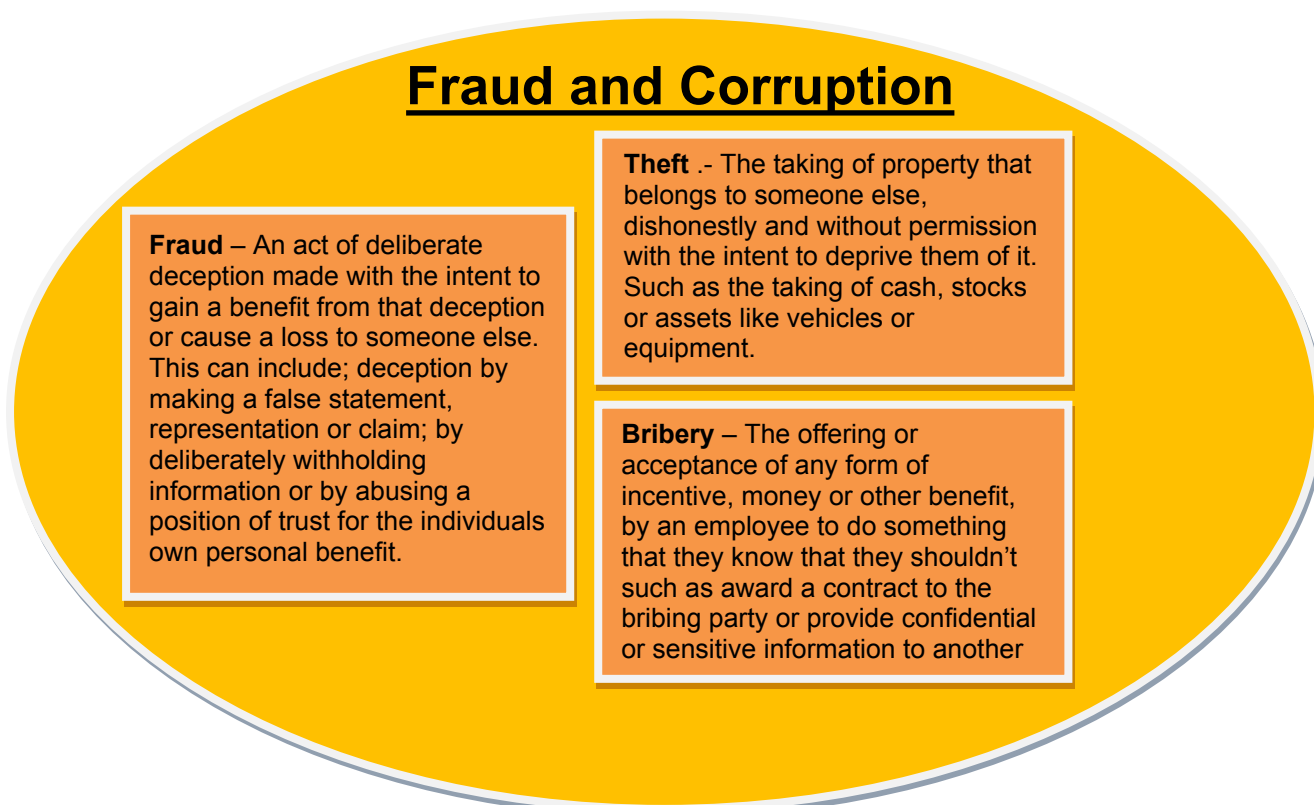 Fraud and Corruption
Fraud – An act of deliberate
deception made with the intent to
gain a benefit from that deception
or cause a loss to someone else.
This can include; deception by
making a false statement,
representation or claim; by
deliberately withholding
information or by abusing a
position of trust for the individuals
own personal benefit.
Theft .- The taking of property that
belongs to someone else,
dishonestly and without permission
with the intent to deprive them of it.
Such as the taking of cash, stocks
or assets like vehicles or
equipment.
Bribery – The offering or
acceptance of any form of
incentive, money or other benefit,
by an employee to do something
that they know that they shouldn’t
such as award a contract to the
bribing party or provide confidential
or sensitive information to another